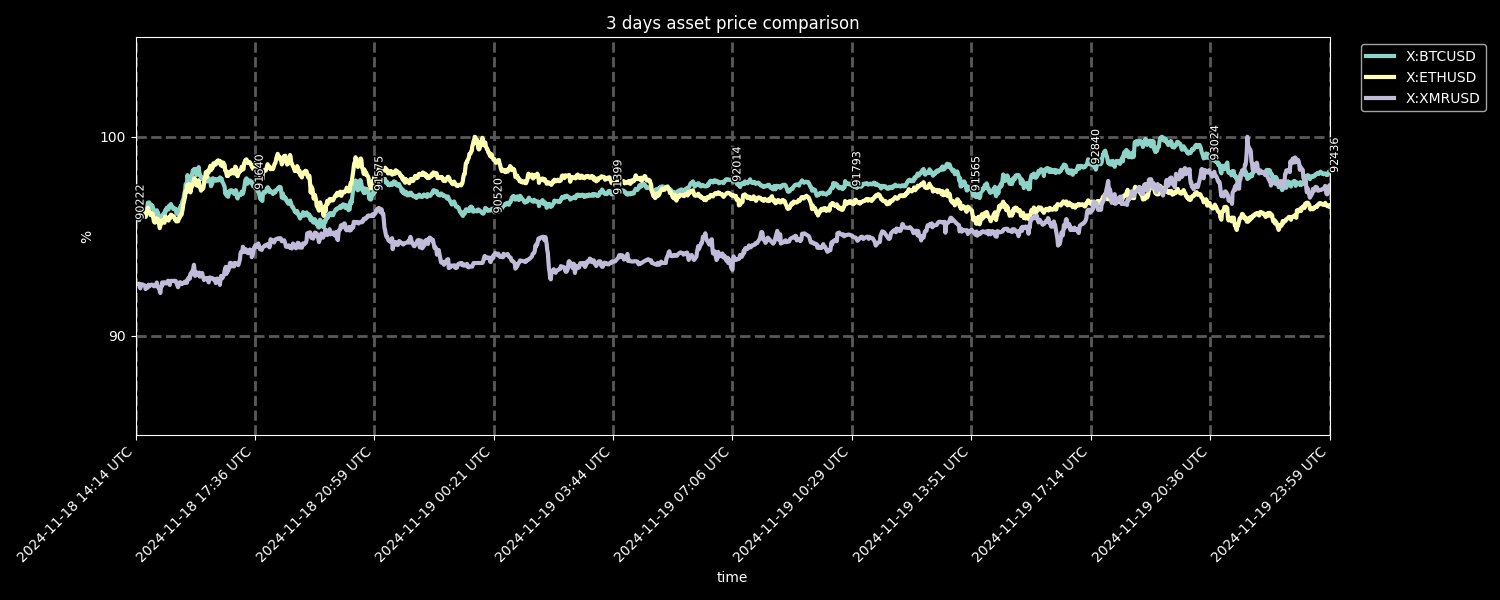 3 days asset price comparison
X:BTCUSD
X:ETHUSD
X:XMRUSD
100
90
%
90222
91640
91575
90520
91399
92014
91793
91565
92840
93024
92436
2024-11-18 14:14 UTC
2024-11-18 17:36 UTC
2024-11-18 20:59 UTC
2024-11-19 00:21 UTC
2024-11-19 03:44 UTC
2024-11-19 07:06 UTC
2024-11-19 10:29 UTC
2024-11-19 13:51 UTC
2024-11-19 17:14 UTC
2024-11-19 20:36 UTC
2024-11-19 23:59 UTC
time